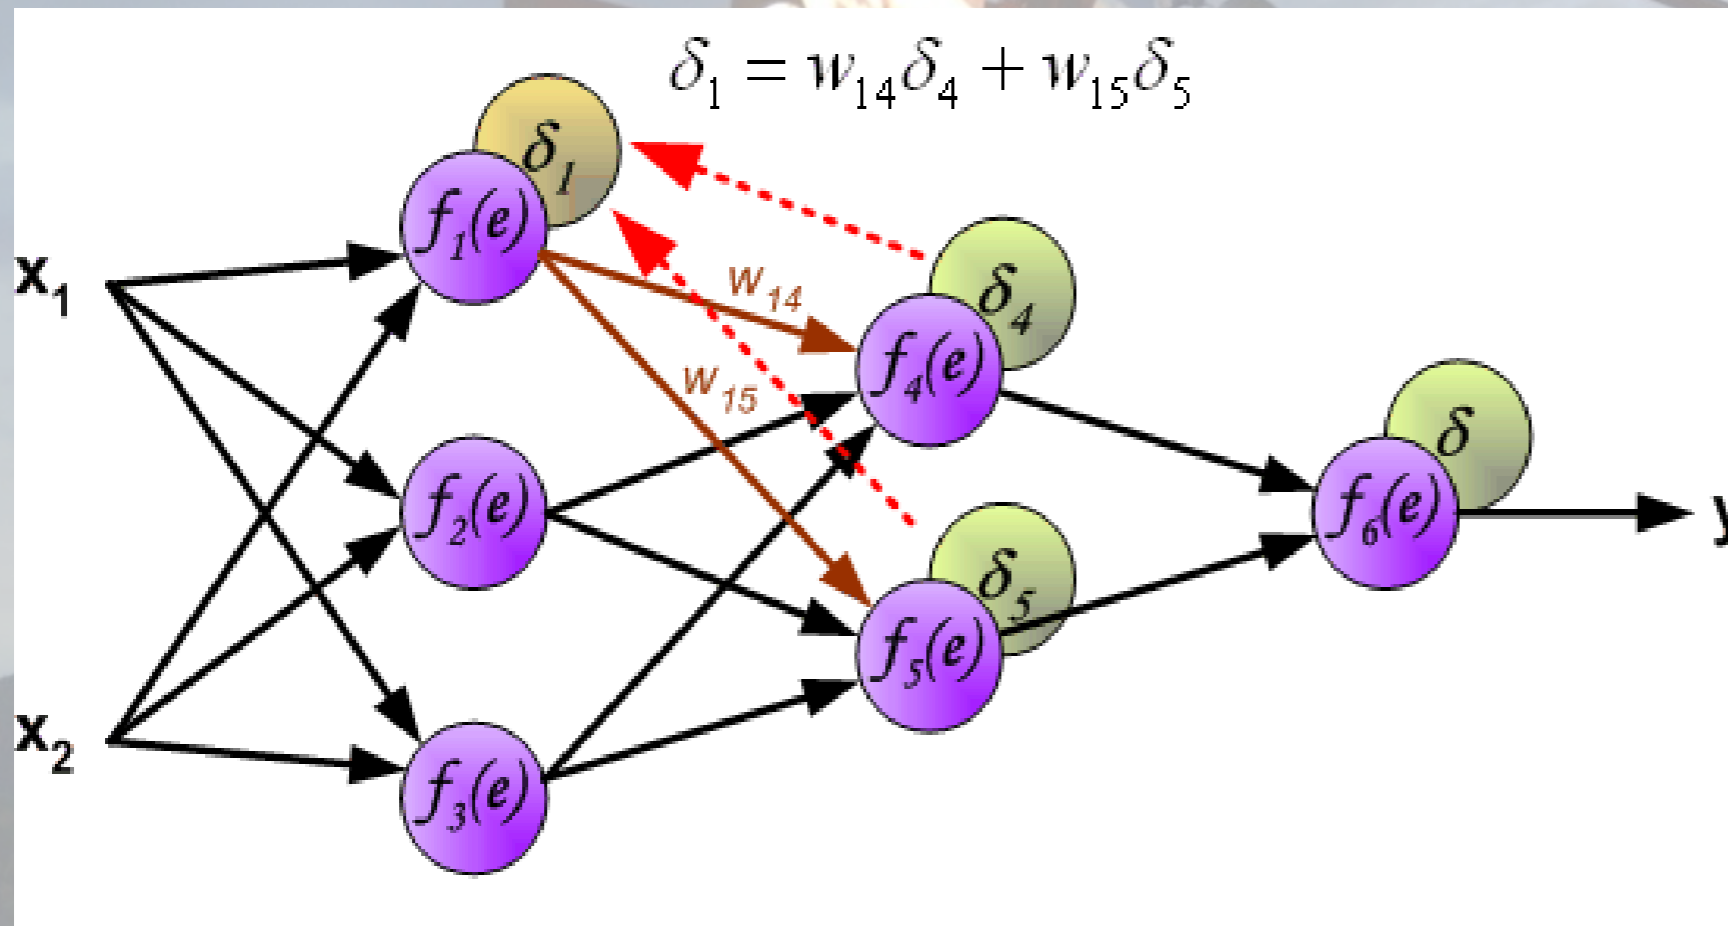 δ₁ = w₁₄δ₄ + w₁₅δ₅
δ₁
f₁(e)
x₁
w₁₄
δ₄
f₄(e)
w₁₅
δ
f₂(e)
f₆(e)
y
δ₅
f₅(e)
x₂
f₃(e)